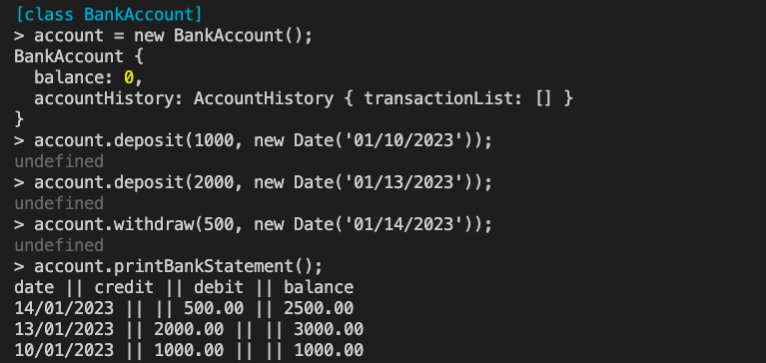 [class BankAccount]
> account = new BankAccount();
BankAccount {
  balance: 0,
  accountHistory: AccountHistory { transactionList: [] }
}
> account.deposit(1000, new Date('01/10/2023'));
undefined
> account.deposit(2000, new Date('01/13/2023'));
undefined
> account.withdraw(500, new Date('01/14/2023'));
undefined
> account.printBankStatement();
date || credit || debit || balance
14/01/2023 || || 500.00 || 2500.00
13/01/2023 || 2000.00 || || 3000.00
10/01/2023 || 1000.00 || || 1000.00